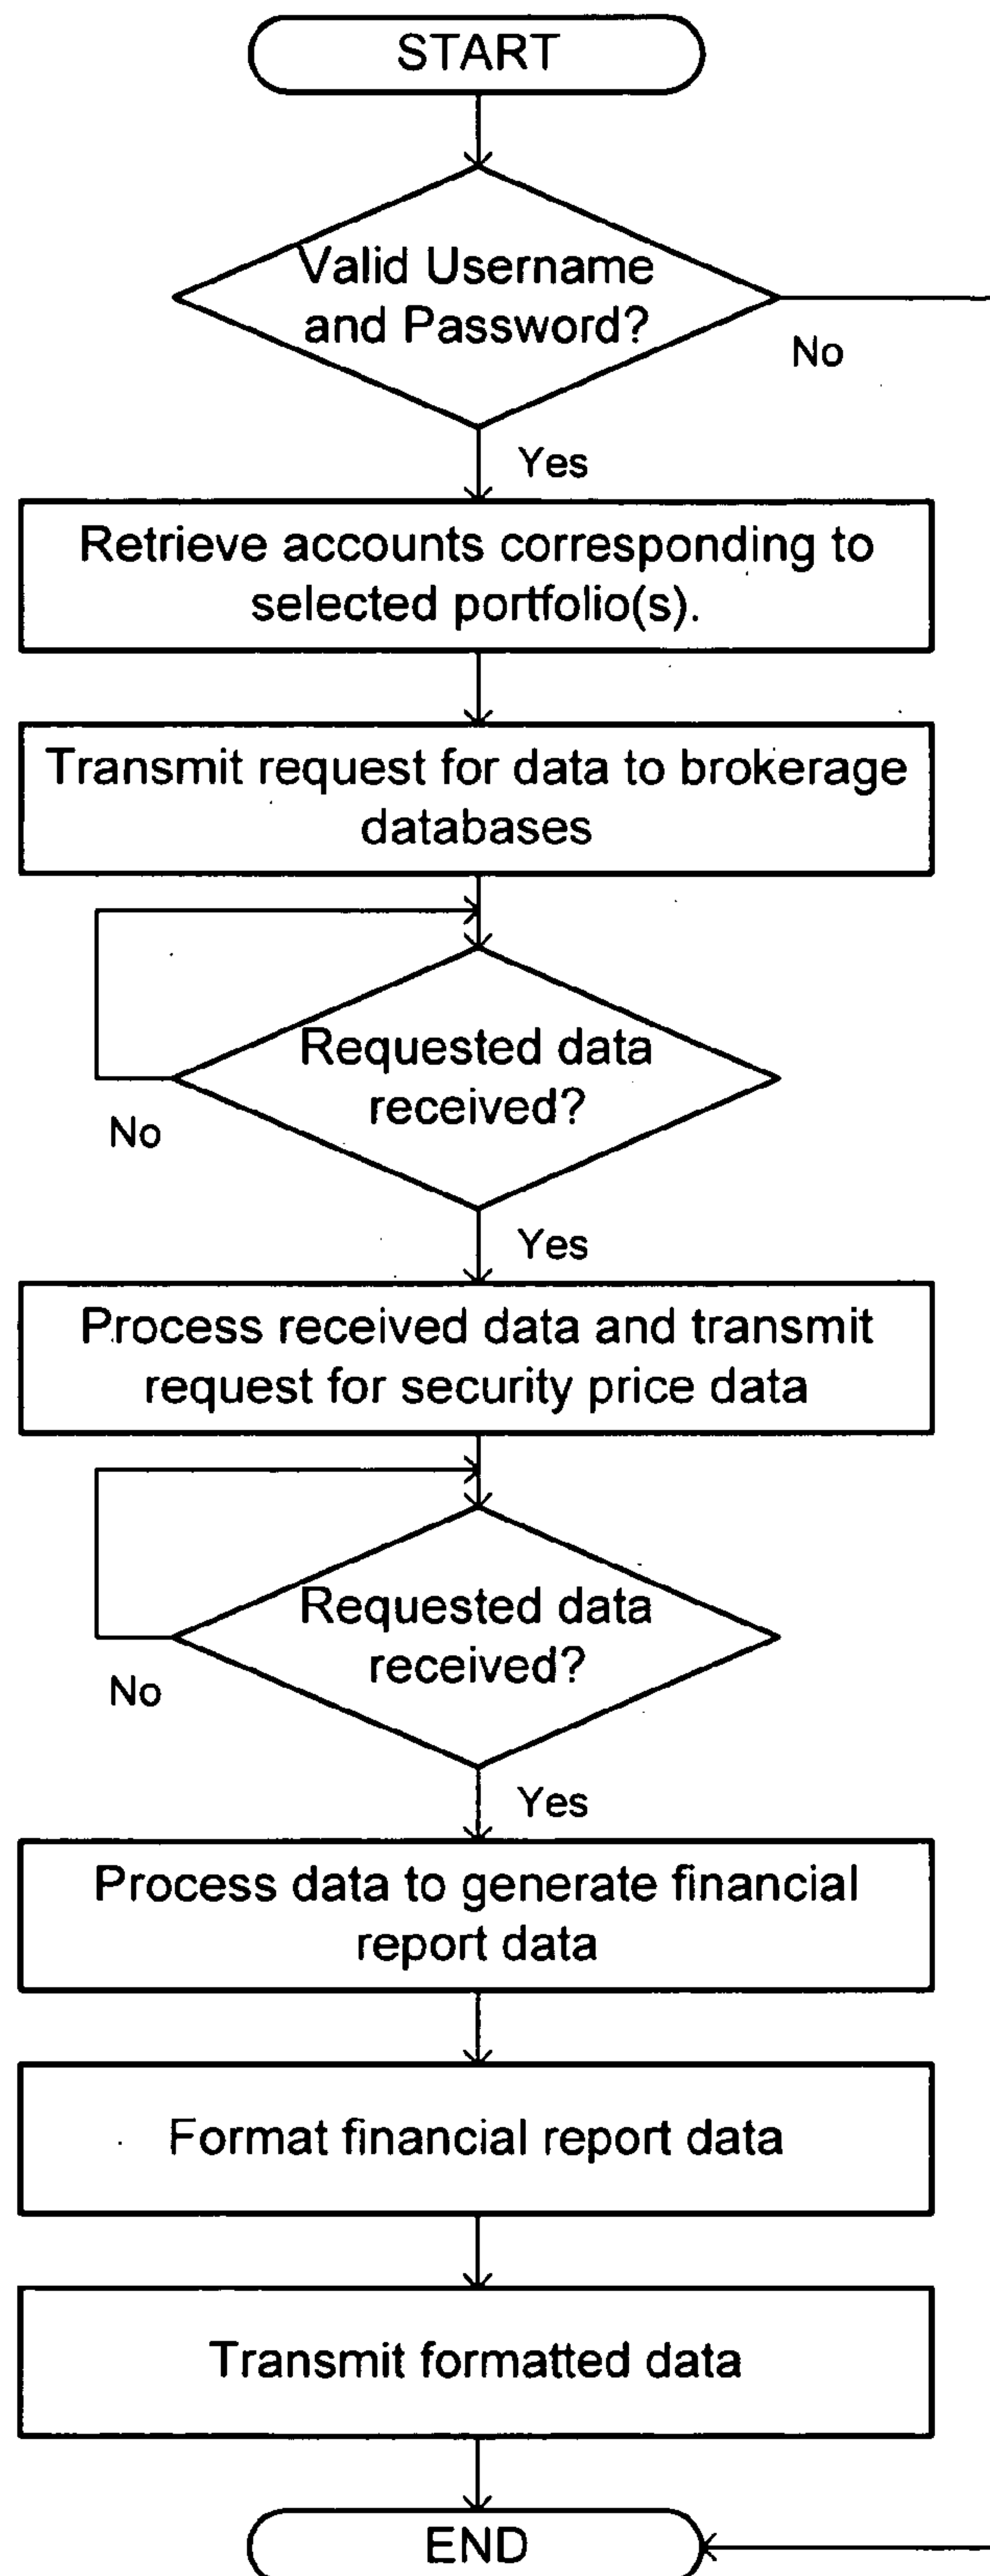 START
Valid Username
and Password?
No
Yes
Retrieve accounts corresponding to
selected portfolio(s).
Transmit request for data to brokerage
databases
Requested data
received?
No
Yes
Process received data and transmit
request for security price data
Requested data
received?
No
Yes
Process data to generate financial
report data
Format financial report data
Transmit formatted data
END